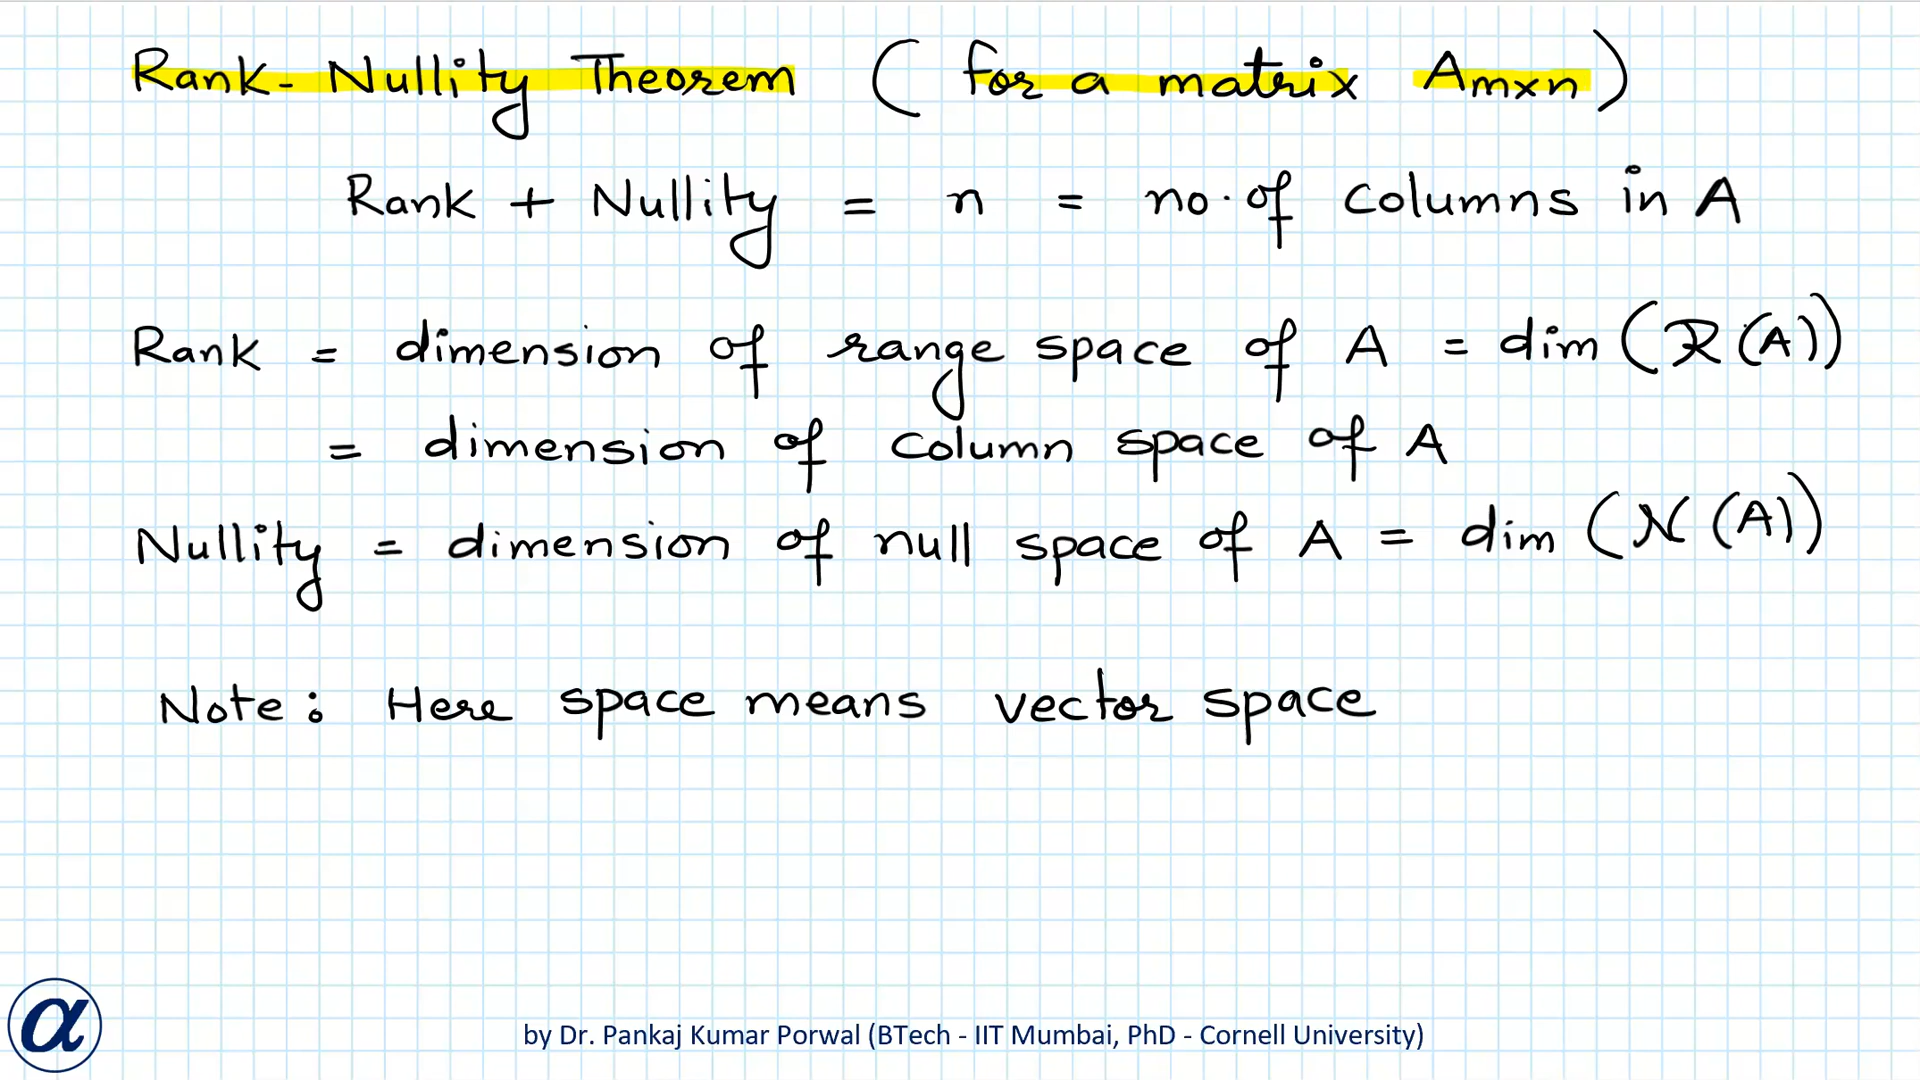 Rank-Nullity Theorem (for a matrix Amxn)
Rank + Nullity = n = no. of columns in A
Rank = dimension of range space of A = dim (R(A))
= dimension of column space of A
Nullity = dimension of null space of A = dim (N(A))
Note: Here space means vector space
α
by Dr. Pankaj Kumar Porwal (BTech - IIT Mumbai, PhD - Cornell University)